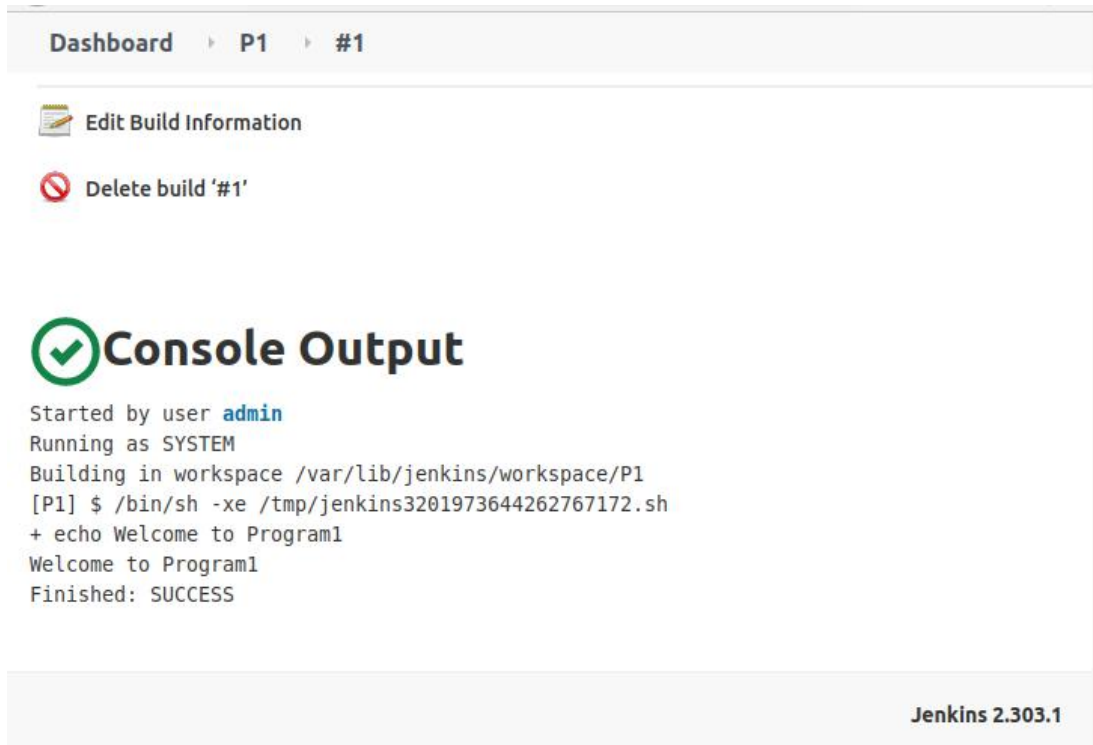 Dashboard P1 #1
Edit Build Information
Delete build ‘#1’
Console Output
Started by user admin
Running as SYSTEM
Building in workspace /var/lib/jenkins/workspace/P1
[P1] $ /bin/sh -xe /tmp/jenkins3201973644262767172.sh
+ echo Welcome to Program1
Welcome to Program1
Finished: SUCCESS
Jenkins 2.303.1